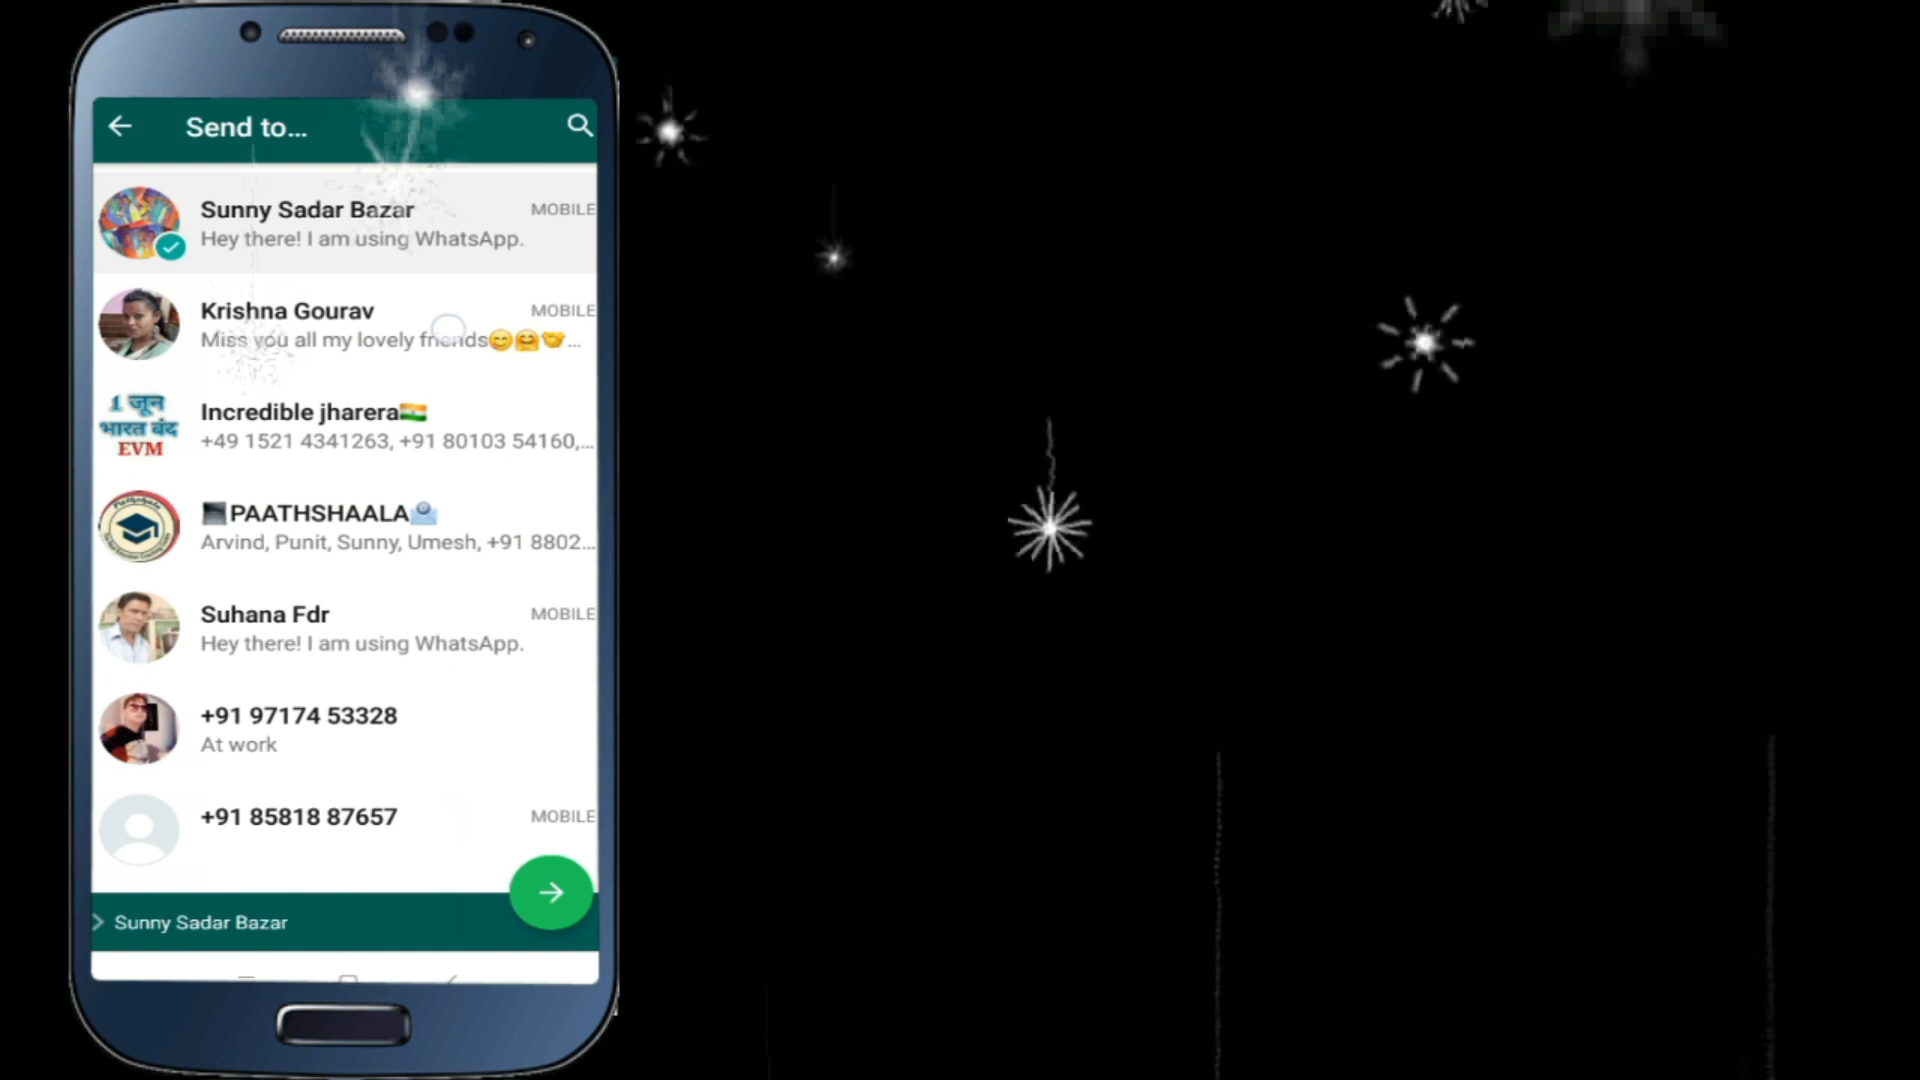 Send to...
Sunny Sadar Bazar
MOBILE
Hey there! I am using WhatsApp.
Krishna Gourav
MOBILE
Miss you all my lovely friends😊🤗🤝...
1 जून
भारत बंद
EVM
Incredible jharera🇮🇳
+49 1521 4341263, +91 80103 54160,...
PAATHSHAALA
Arvind, Punit, Sunny, Umesh, +91 8802...
Suhana Fdr
MOBILE
Hey there! I am using WhatsApp.
+91 97174 53328
At work
+91 85818 87657
MOBILE
Sunny Sadar Bazar